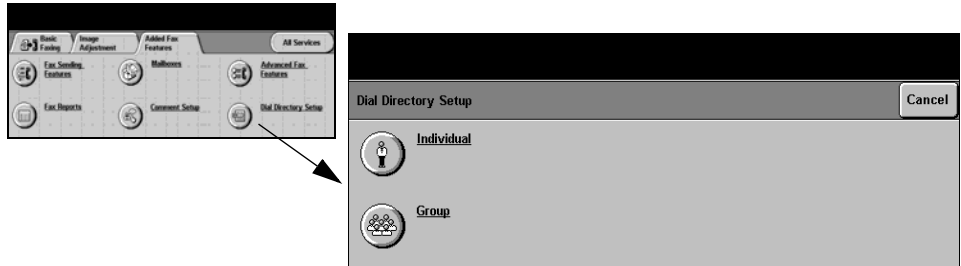 Basic Faxing
Image Adjustment
Added Fax Features
All Services
Fax Sending Features
Mailboxes
Advanced Fax Features
Fax Reports
Comment Setup
Dial Directory Setup
Dial Directory Setup
Cancel
Individual
Group